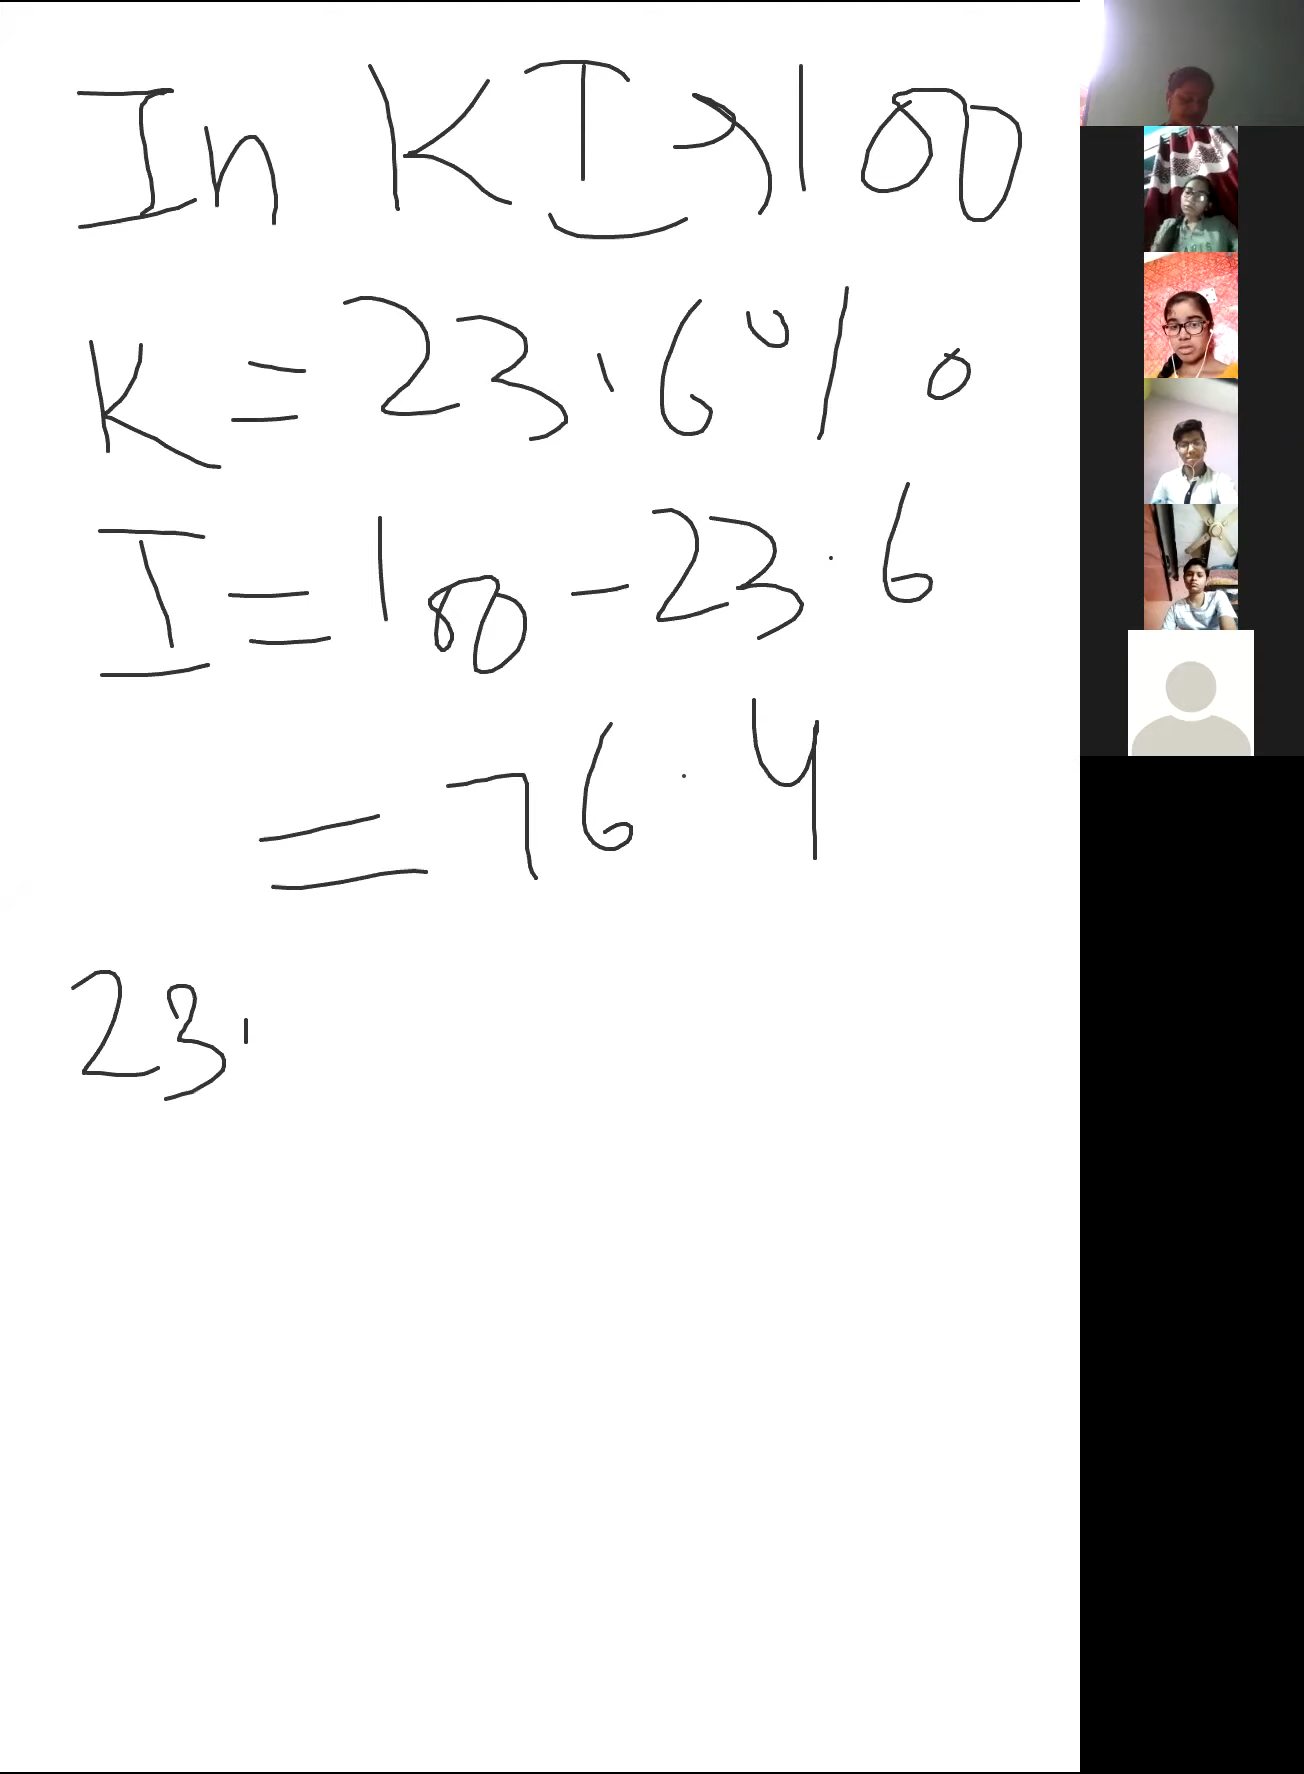 In KI → 100
K = 23.6%
I = 100 - 23.6
= 76.4
23.